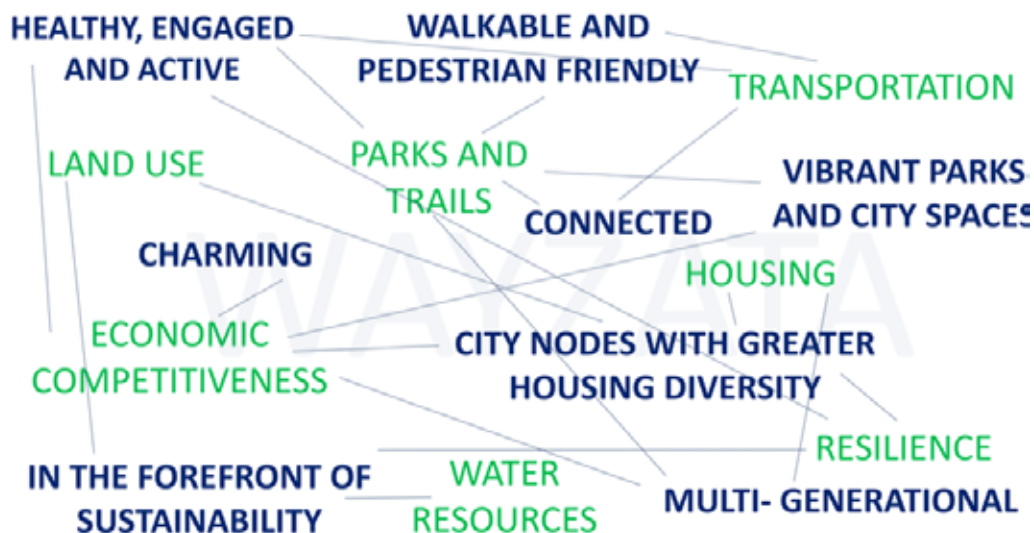 HEALTHY, ENGAGED
AND ACTIVE
WALKABLE AND
PEDESTRIAN FRIENDLY
TRANSPORTATION
LAND USE
PARKS AND
TRAILS
VIBRANT PARKS
AND CITY SPACES
CONNECTED
CHARMING
HOUSING
WAYZATA
ECONOMIC
COMPETITIVENESS
CITY NODES WITH GREATER
HOUSING DIVERSITY
RESILIENCE
IN THE FOREFRONT OF
SUSTAINABILITY
WATER
RESOURCES
MULTI- GENERATIONAL